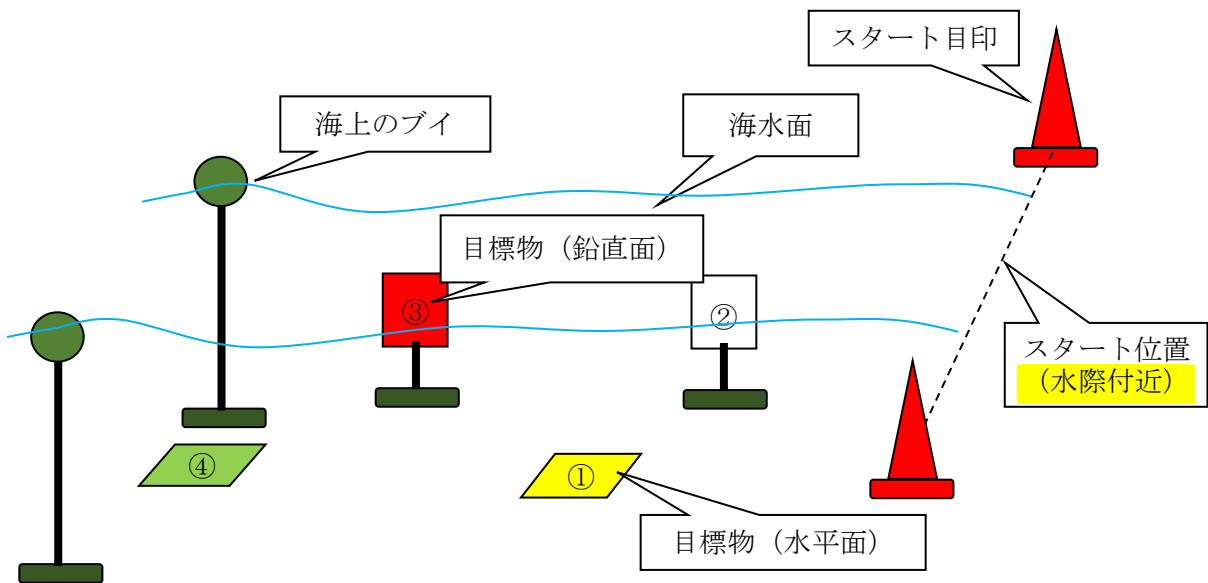 スタート目印
海上のブイ
海水面
目標物（鉛直面）
③
②
スタート位置
（水際付近）
④
①
目標物（水平面）